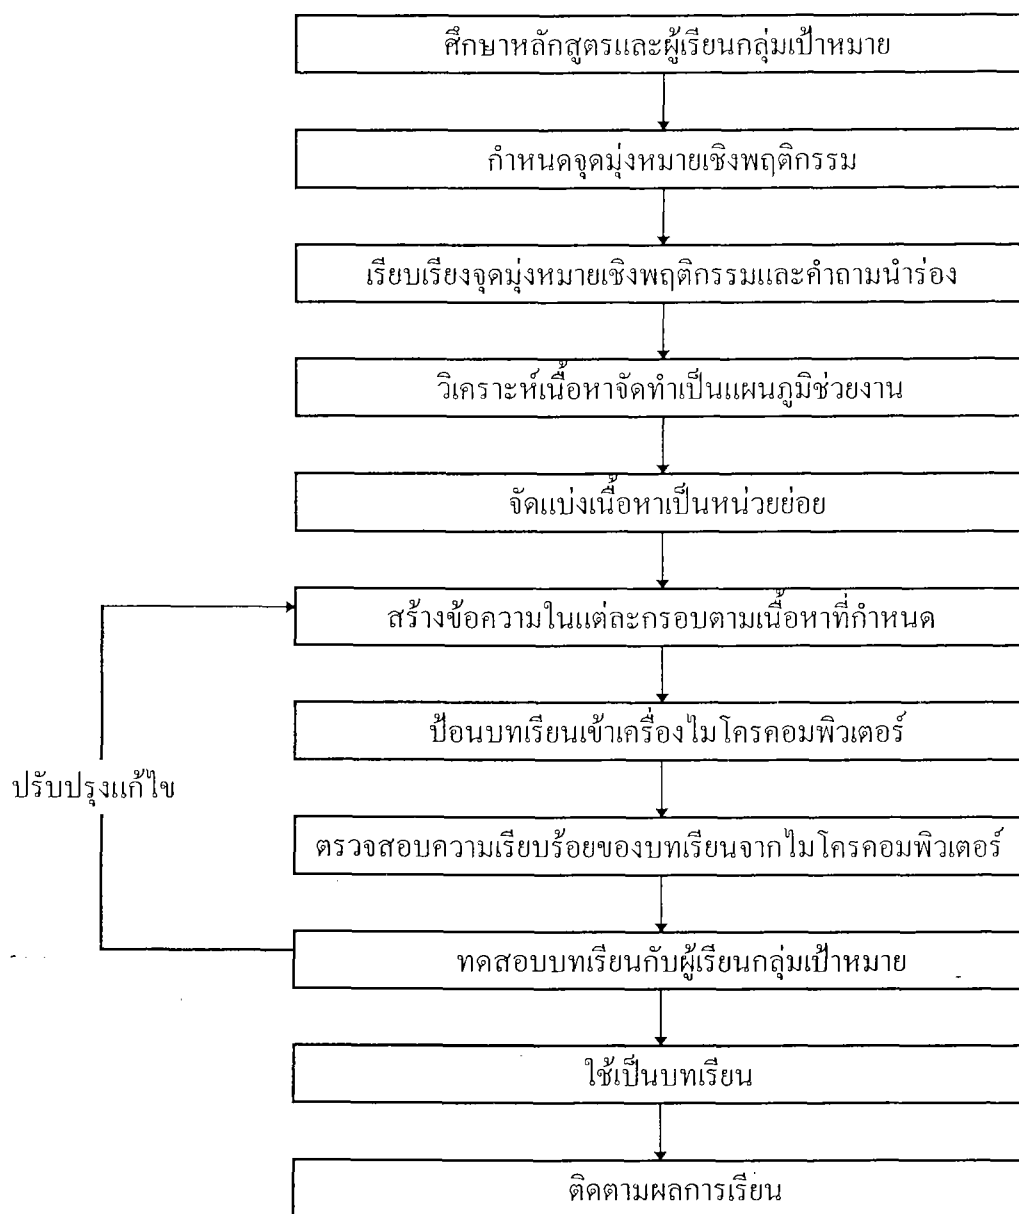 ศึกษาหลักสูตรและผู้เรียนกลุ่มเป้าหมาย
กำหนดจุดมุ่งหมายเชิงพฤติกรรม
เรียบเรียงจุดมุ่งหมายเชิงพฤติกรรมและคำถามนำร่อง
วิเคราะห์เนื้อหาจัดทำเป็นแผนภูมิช่วยงาน
จัดแบ่งเนื้อหาเป็นหน่วยย่อย
สร้างข้อความในแต่ละกรอบตามเนื้อหาที่กำหนด
ป้อนบทเรียนเข้าเครื่องไมโครคอมพิวเตอร์
ปรับปรุงแก้ไข
ตรวจสอบความเรียบร้อยของบทเรียนจากไมโครคอมพิวเตอร์
ทดสอบบทเรียนกับผู้เรียนกลุ่มเป้าหมาย
ใช้เป็นบทเรียน
ติดตามผลการเรียน